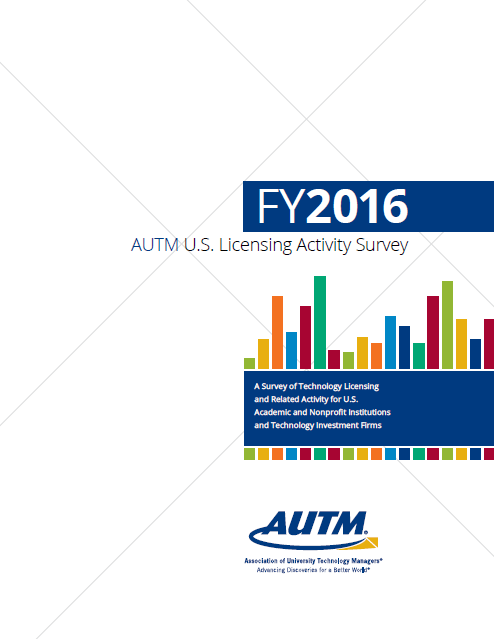 FY2016
AUTM U.S. Licensing Activity Survey
A Survey of Technology Licensing
and Related Activity for U.S.
Academic and Nonprofit Institutions
and Technology Investment Firms
AUTM®
Association of University Technology Managers®
Advancing Discoveries for a Better World®